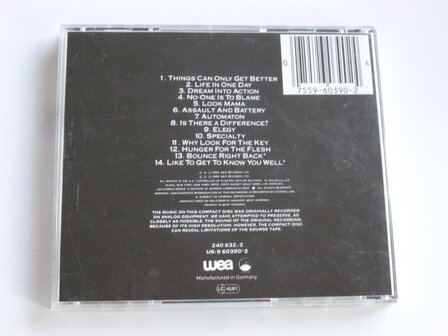 0
4
7559-60390-2
1. THINGS CAN ONLY GET BETTER
2. LIFE IN ONE DAY
3. DREAM INTO ACTION
4. NO-ONE IS TO BLAME
5. LOOK MAMA
6. ASSAULT AND BATTERY
7. AUTOMATON
8. IS THERE A DIFFERENCE?
9. ELEGY
10. SPECIALTY
11. WHY LOOK FOR THE KEY
12. HUNGER FOR THE FLESH
13. BOUNCE RIGHT BACK*
14. LIKE TO GET TO KNOW YOU WELL*
THE MUSIC ON THIS COMPACT DISC WAS ORIGINALLY RECORDED
ON ANALOG EQUIPMENT. WE HAVE ATTEMPTED TO PRESERVE, AS
CLOSELY AS POSSIBLE, THE SOUND OF THE ORIGINAL RECORDING.
BECAUSE OF ITS HIGH RESOLUTION, HOWEVER, THE COMPACT DISC
CAN REVEAL LIMITATIONS OF THE SOURSE TAPE.
240 632-2
US: 9 60390-2
wea
Manufactured in Germany
LC 4281